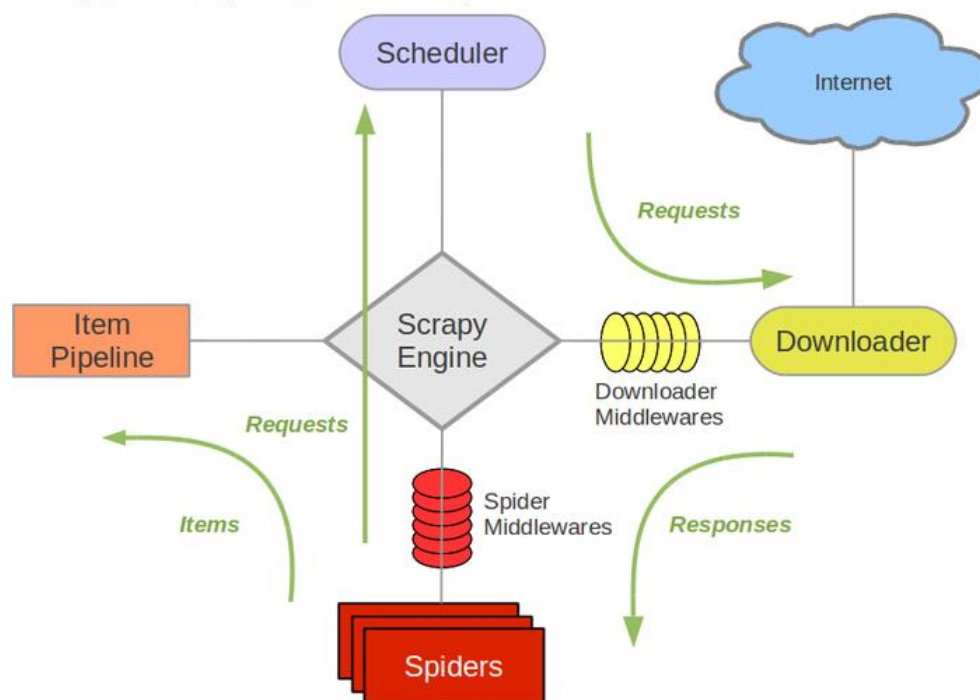 Scheduler
Internet
Requests
Item
Pipeline
Scrapy
Engine
Downloader
Downloader
Middlewares
Requests
Items
Spider
Middlewares
Responses
Spiders